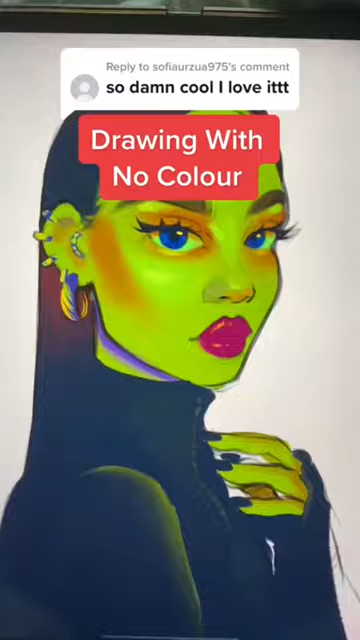 Reply to sofiaurzua975's comment
so damn cool I love ittt
Drawing With
No Colour